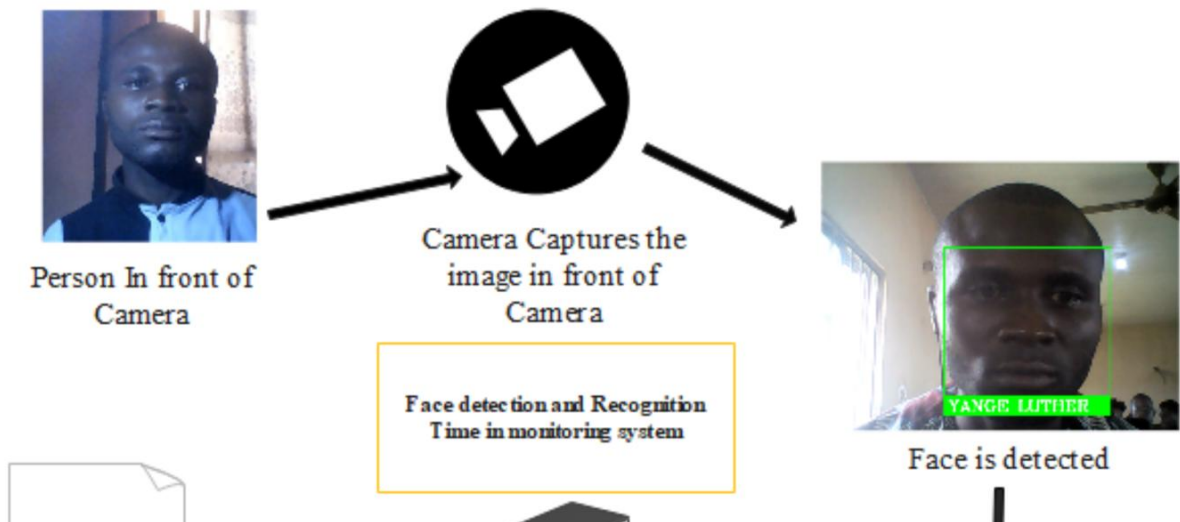 Person In front of
Camera
Camera Captures the
image in front of
Camera
Face detection and Recognition
Time in monitoring system
YANGE LUTHER
Face is detected